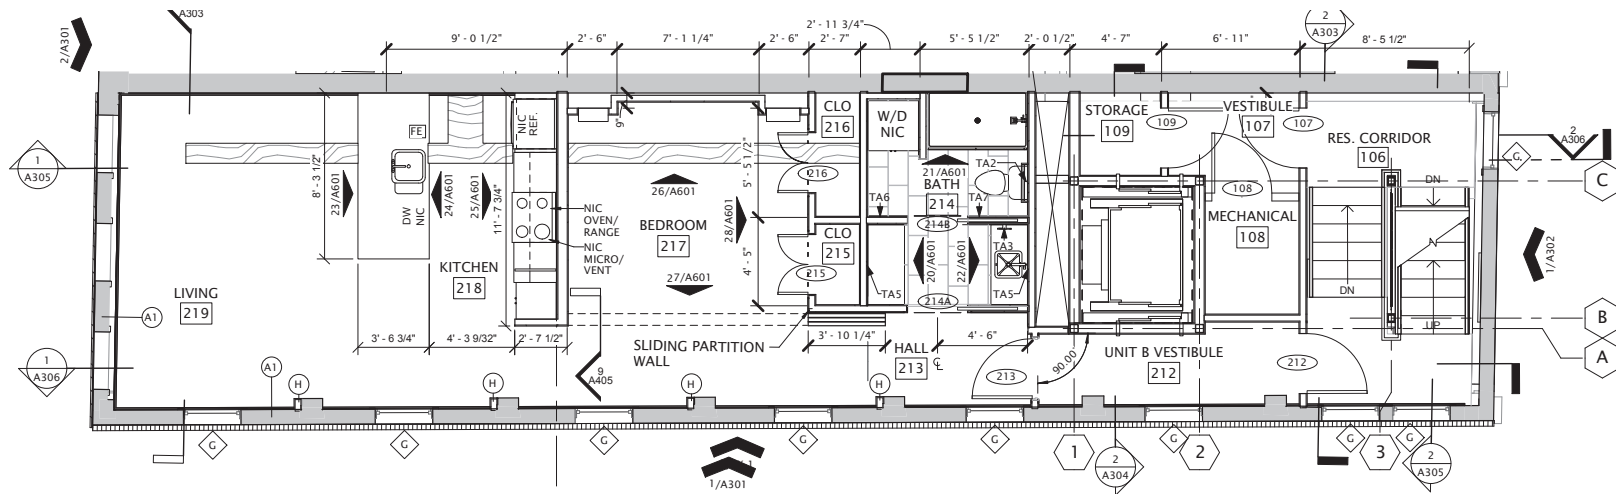 2/A301
A303
9' - 0 1/2"
2' - 6"
7' - 1 1/4"
2' - 6"
2' - 7"
2' - 11 3/4"
5' - 5 1/2"
2' - 0 1/2"
4' - 7"
6' - 11"
2
A303
8' - 5 1/2"
1
A305
1
A306
LIVING
219
A1
8' - 3 1/2"
23/A601
FE
DW
NIC
24/A601
25/A601
11' - 7 3/4"
KITCHEN
218
NIC
REF.
NIC
OVEN/
RANGE
NIC
MICRO/
VENT
3' - 6 3/4"
4' - 3 9/32"
2' - 7 1/2"
9"
26/A601
BEDROOM
217
27/A601
28/A601
5' - 5 1/2"
4' - 5"
SLIDING PARTITION
WALL
9
A405
CLO
216
216
CLO
215
215
W/D
NIC
21/A601
BATH
214
TA2
TA6
TA7
214B
20/A601
22/A601
TA3
TA5
TA5
214A
3' - 10 1/4"
4' - 6"
HALL
213
℄
213
90.00
STORAGE
109
109
VESTIBULE
107
107
RES. CORRIDOR
106
108
MECHANICAL
108
DN
DN
UP
UNIT B VESTIBULE
212
212
G
2
A306
C
B
A
1/A302
A1
H
H
H
H
G
G
G
G
G
G
G
G
1/A301
1
2
A304
2
3
2
A305